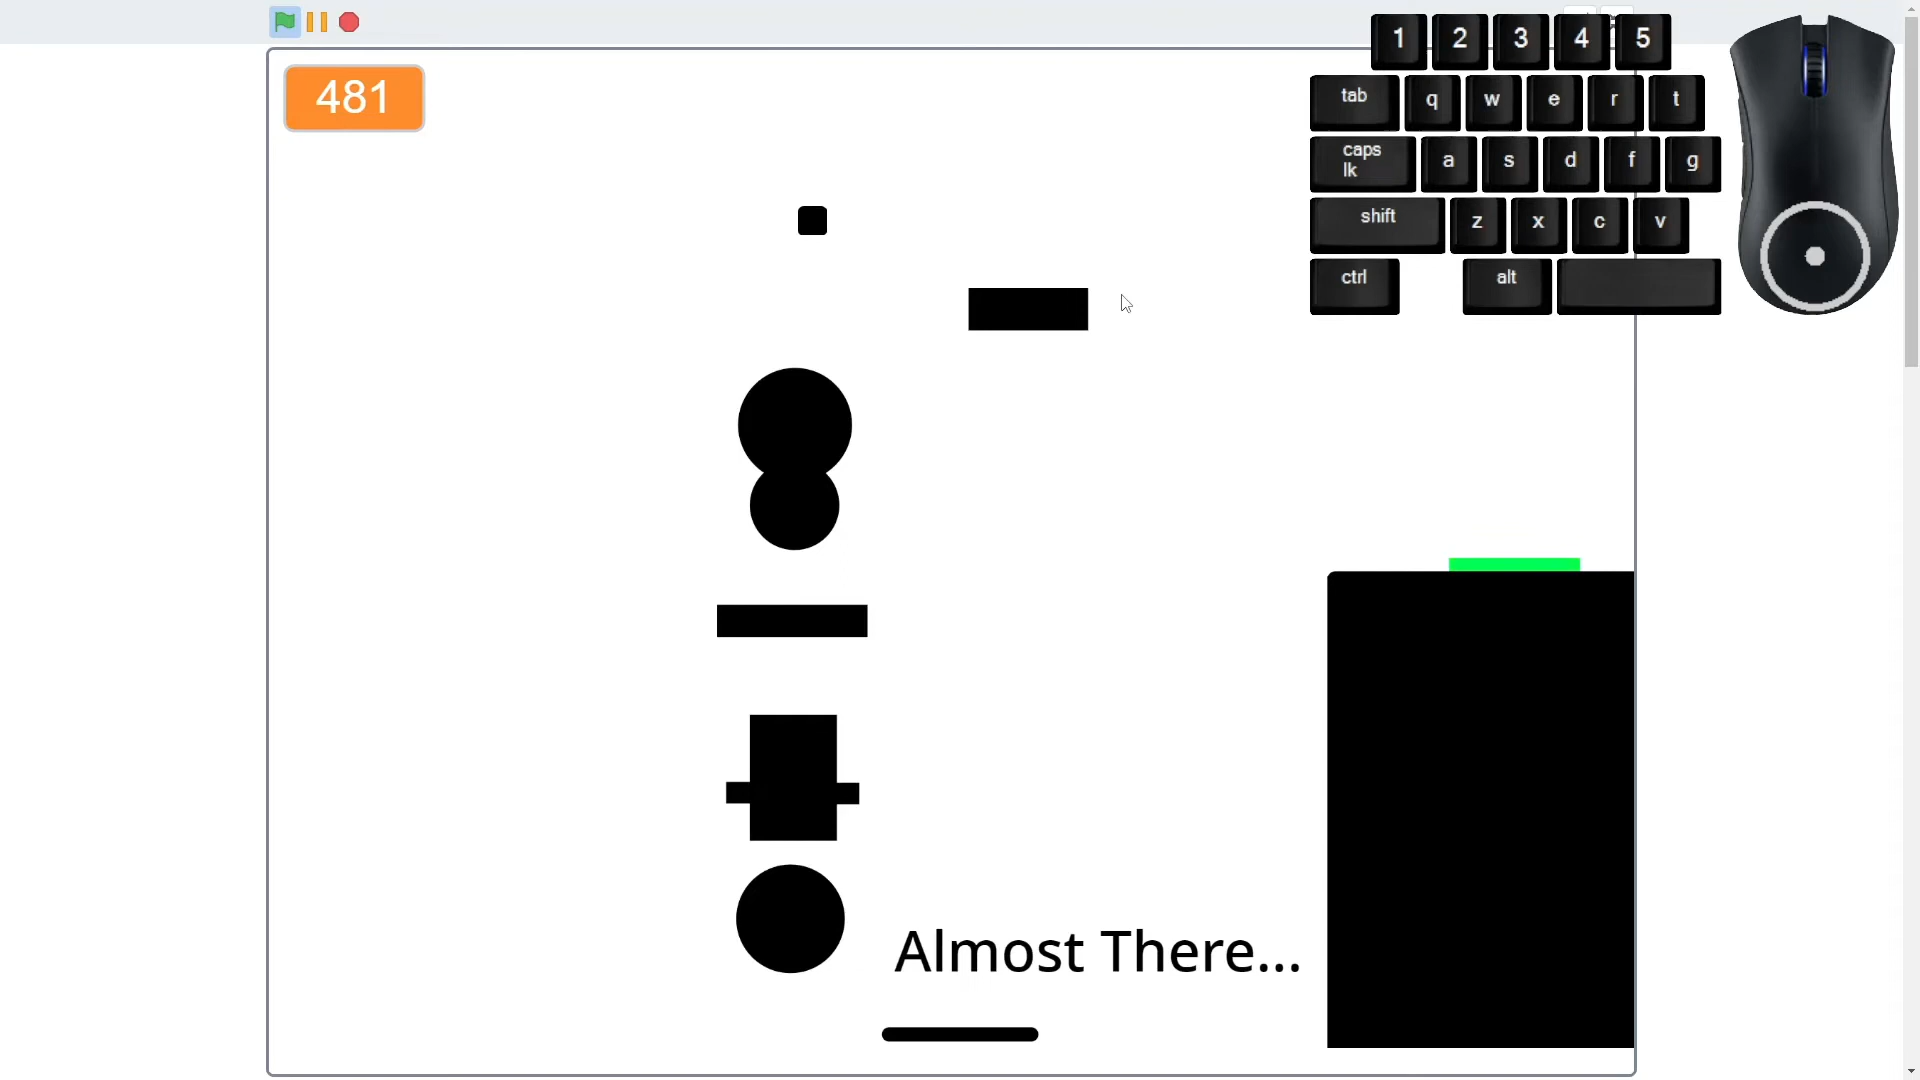 481
1 2 3 4 5
tab q w e r t
caps
lk a s d f g
shift z x c v
ctrl alt
Almost There...